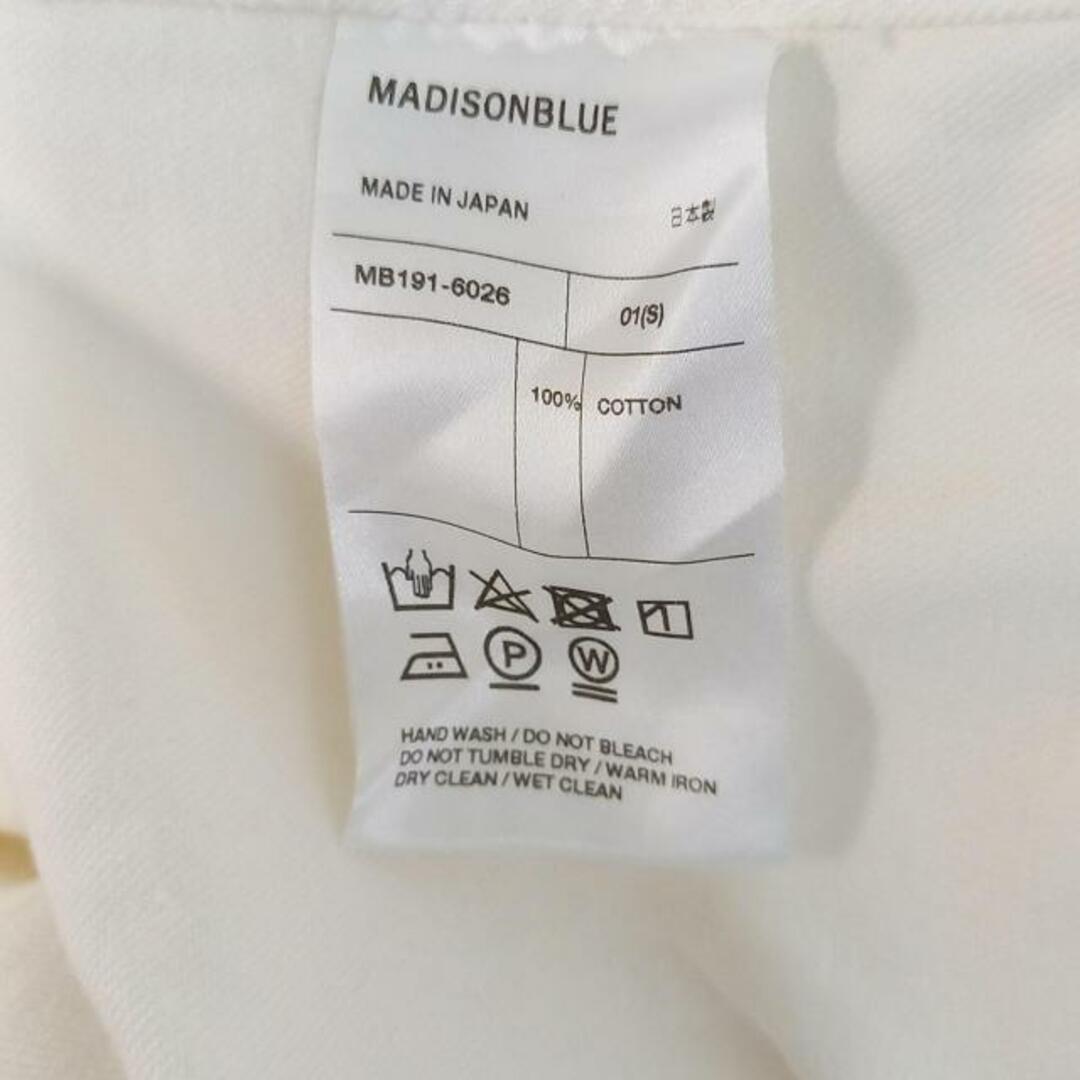 MADISONBLUE
MADE IN JAPAN 日本製
MB191-6026 01(S)
100% COTTON
P W
HAND WASH / DO NOT BLEACH
DO NOT TUMBLE DRY / WARM IRON
DRY CLEAN / WET CLEAN